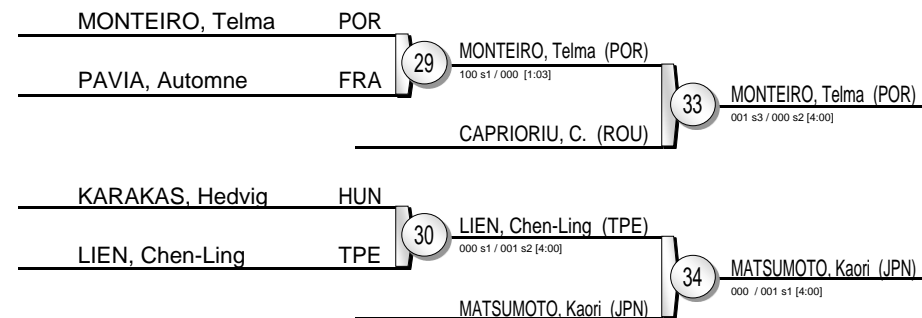 MONTEIRO, Telma POR
PAVIA, Automne FRA
29
MONTEIRO, Telma (POR)
100 s1 / 000 [1:03]
CAPRIORIU, C. (ROU)
33
MONTEIRO, Telma (POR)
001 s3 / 000 s2 [4:00]
KARAKAS, Hedvig HUN
LIEN, Chen-Ling TPE
30
LIEN, Chen-Ling (TPE)
000 s1 / 001 s2 [4:00]
MATSUMOTO, Kaori (JPN)
34
MATSUMOTO, Kaori (JPN)
000 / 001 s1 [4:00]